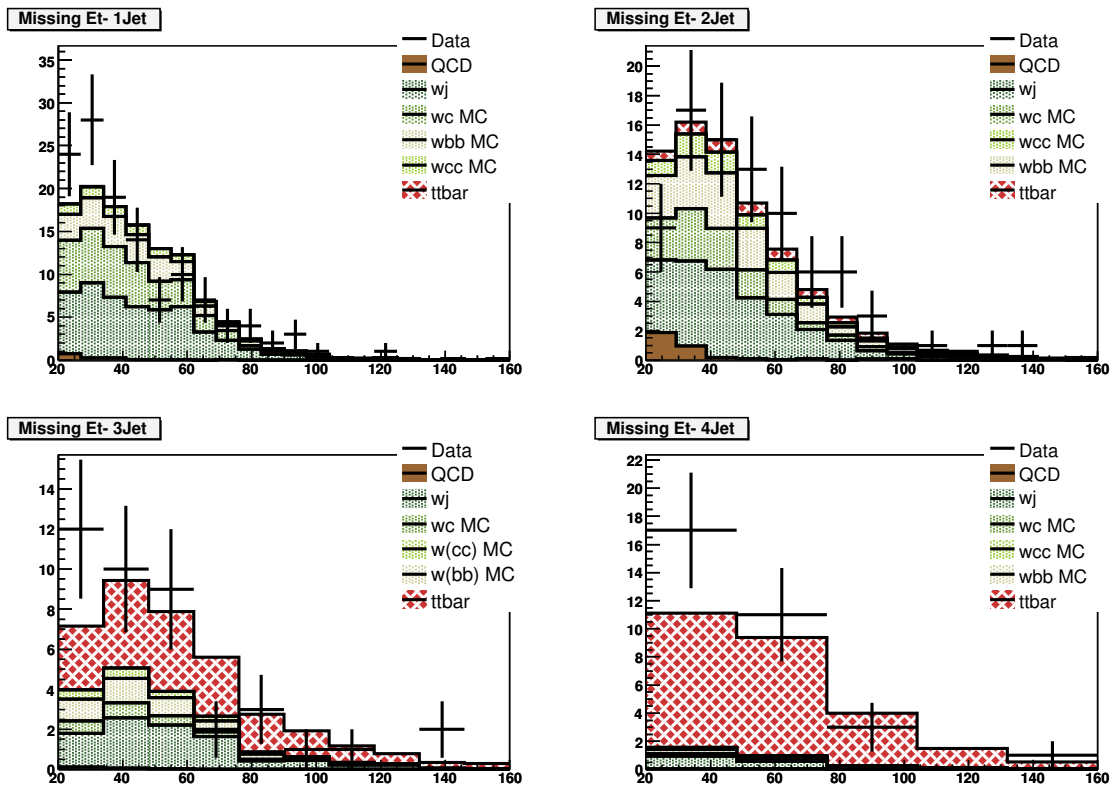 Missing Et- 1Jet
Data
QCD
wj
wc MC
wbb MC
wcc MC
ttbar
35
30
25
20
15
10
5
0
20 40 60 80 100 120 140 160
Missing Et- 2Jet
Data
QCD
wj
wc MC
wcc MC
wbb MC
ttbar
20
18
16
14
12
10
8
6
4
2
0
20 40 60 80 100 120 140 160
Missing Et- 3Jet
Data
QCD
wj
wc MC
w(cc) MC
w(bb) MC
ttbar
14
12
10
8
6
4
2
0
20 40 60 80 100 120 140 160
Missing Et- 4Jet
Data
QCD
wj
wc MC
wcc MC
wbb MC
ttbar
22
20
18
16
14
12
10
8
6
4
2
0
20 40 60 80 100 120 140 160